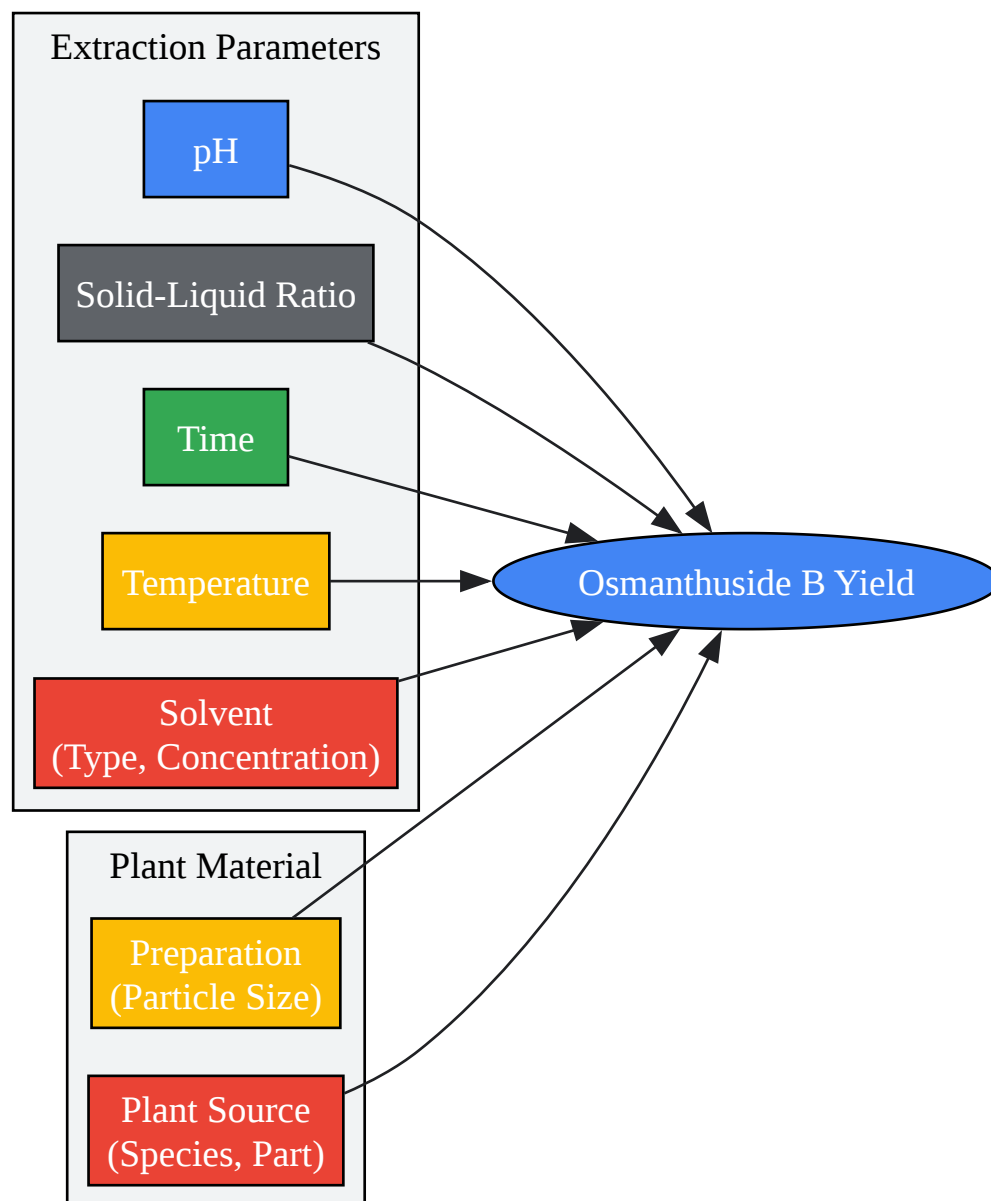 Extraction Parameters
pH
Solid-Liquid Ratio
Time
Temperature
Osmanthuside B Yield
Solvent
(Type, Concentration)
Plant Material
Preparation
(Particle Size)
Plant Source
(Species, Part)